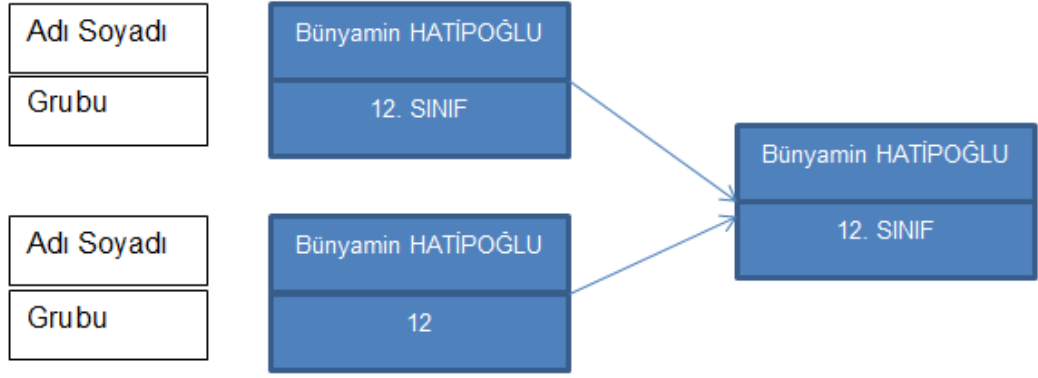 Adı Soyadı
Bünyamin HATİPOĞLU
Grubu
12. SINIF
Bünyamin HATİPOĞLU
12. SINIF
Adı Soyadı
Bünyamin HATİPOĞLU
Grubu
12